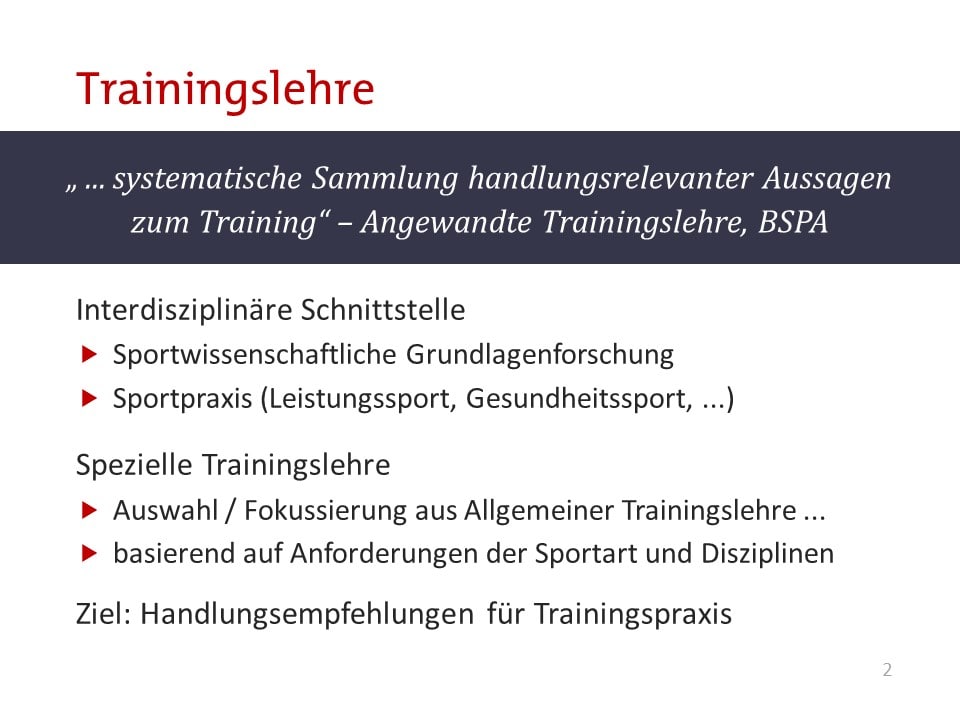 Trainingslehre
„ ... systematische Sammlung handlungsrelevanter Aussagen
zum Training“ – Angewandte Trainingslehre, BSPA
Interdisziplinäre Schnittstelle
Sportwissenschaftliche Grundlagenforschung
Sportpraxis (Leistungssport, Gesundheitssport, ...)
Spezielle Trainingslehre
Auswahl / Fokussierung aus Allgemeiner Trainingslehre ...
basierend auf Anforderungen der Sportart und Disziplinen
Ziel: Handlungsempfehlungen für Trainingspraxis
2